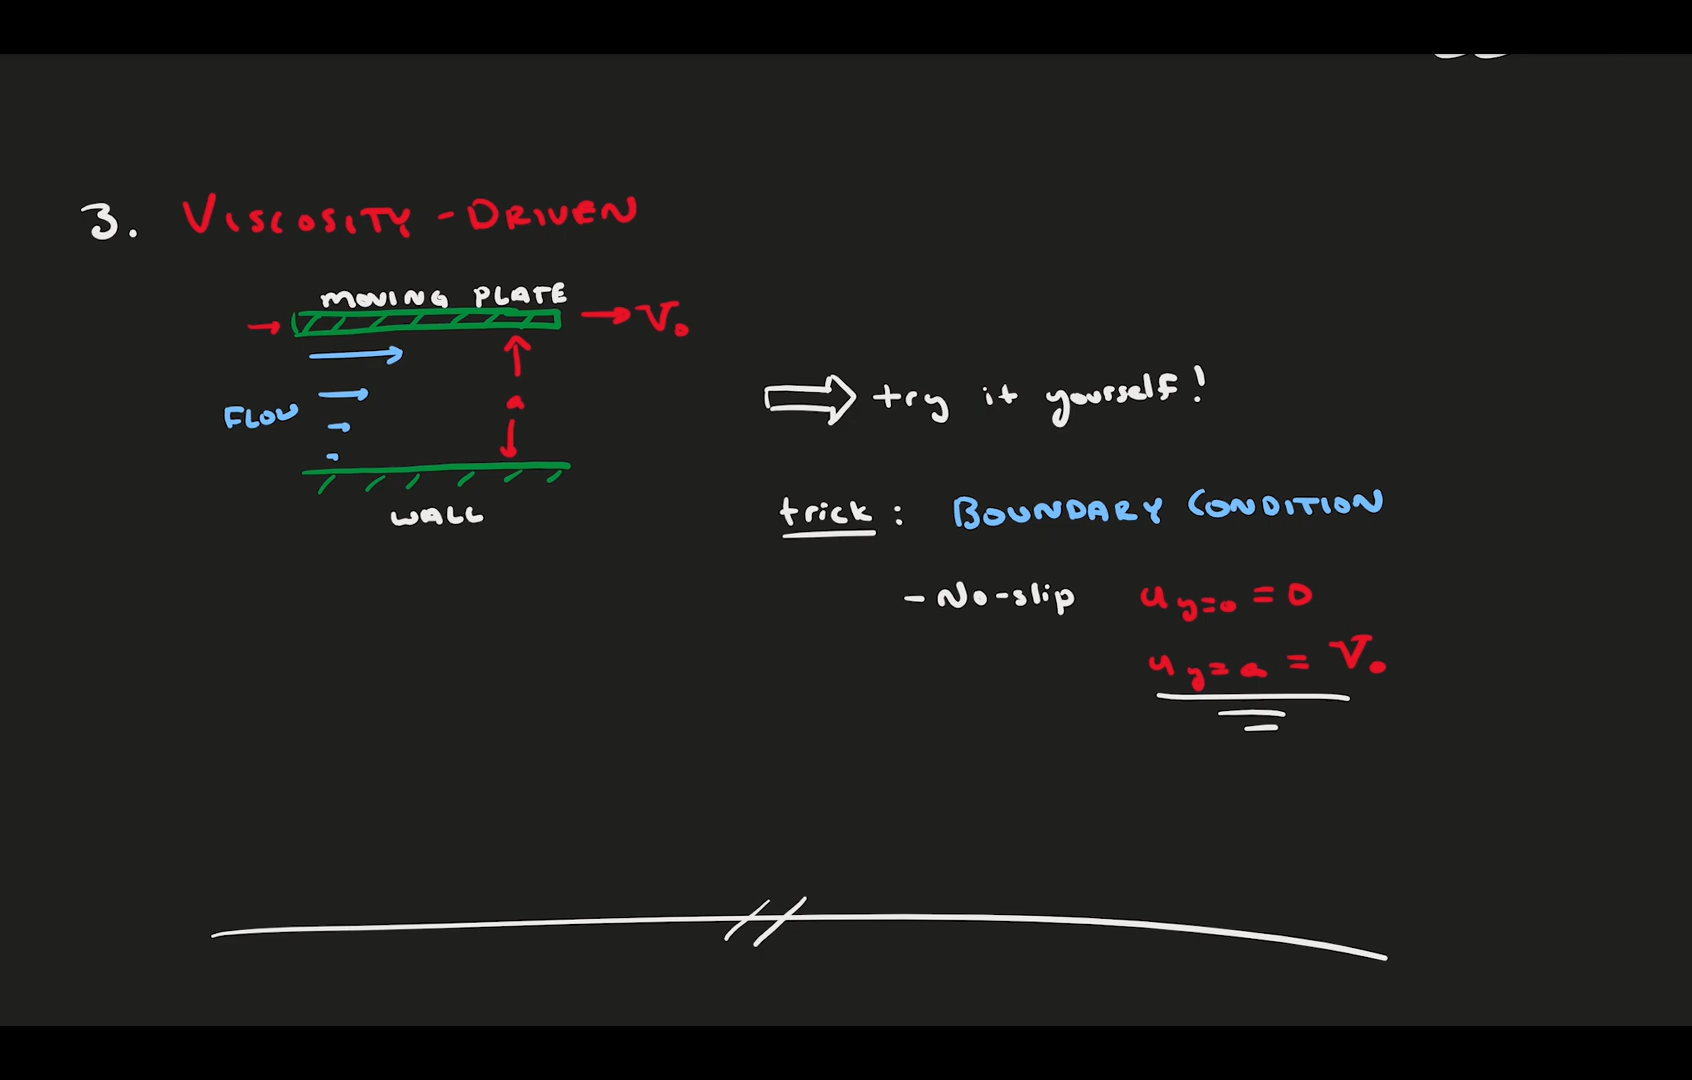 3. VISCOSITY-DRIVEN
MOVING PLATE
V₀
FLOW
a
WALL
try it yourself!
trick: BOUNDARY CONDITION
- No-slip u y=0 = 0
u y=a = V₀